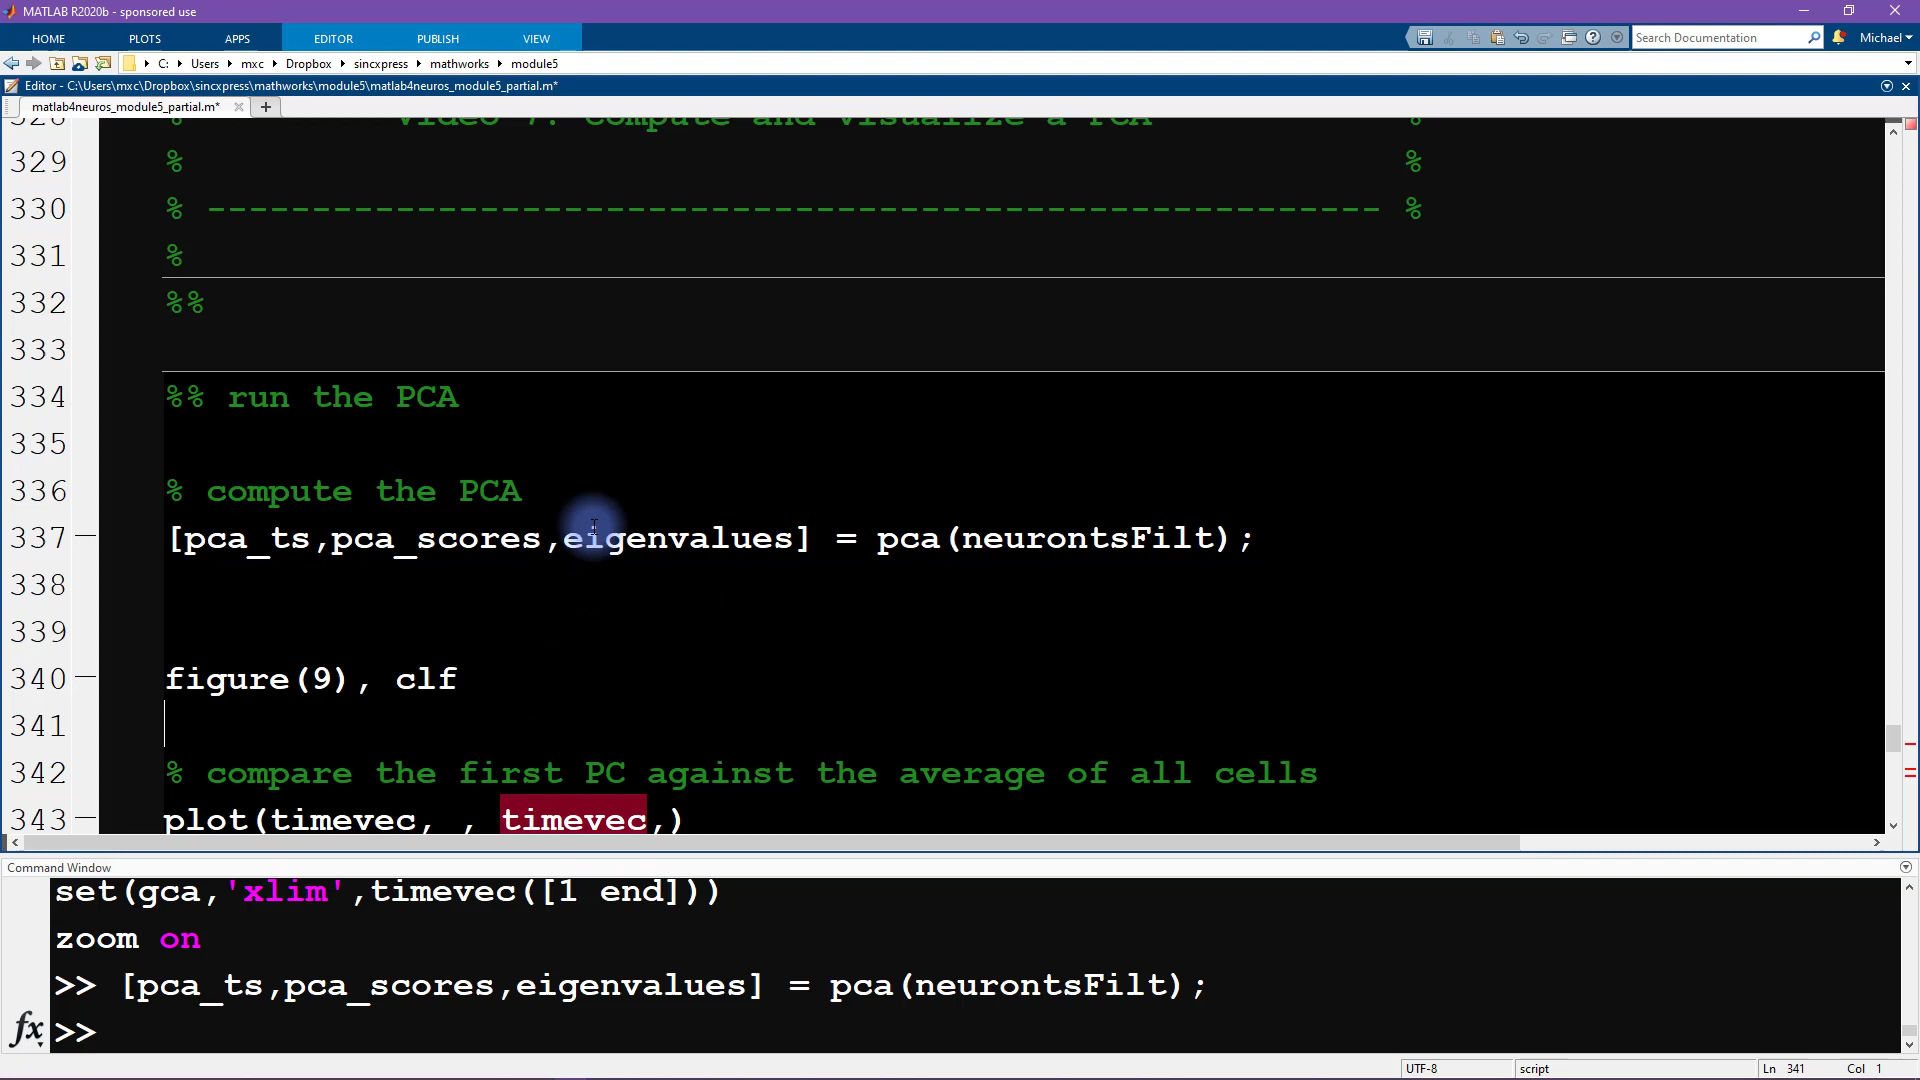 MATLAB R2020b - sponsored use
HOME PLOTS APPS EDITOR PUBLISH VIEW
Search Documentation
Michael
C: Users mxc Dropbox sincxpress mathworks module5
Editor - C:\Users\mxc\Dropbox\sincxpress\mathworks\module5\matlab4neuros_module5_partial.m*
matlab4neuros_module5_partial.m*
328 % Video 7: Compute and visualize a PCA %
329 % %
330 % -------------------------------------------------------- %
331 %
332 %%
333
334 %% run the PCA
335
336 % compute the PCA
337 [pca_ts,pca_scores,eigenvalues] = pca(neurontsFilt);
338
339
340 figure(9), clf
341
342 % compare the first PC against the average of all cells
343 plot(timevec, , timevec,)
Command Window
set(gca,'xlim',timevec([1 end]))
zoom on
>> [pca_ts,pca_scores,eigenvalues] = pca(neurontsFilt);
fx >>
UTF-8 script Ln 341 Col 1